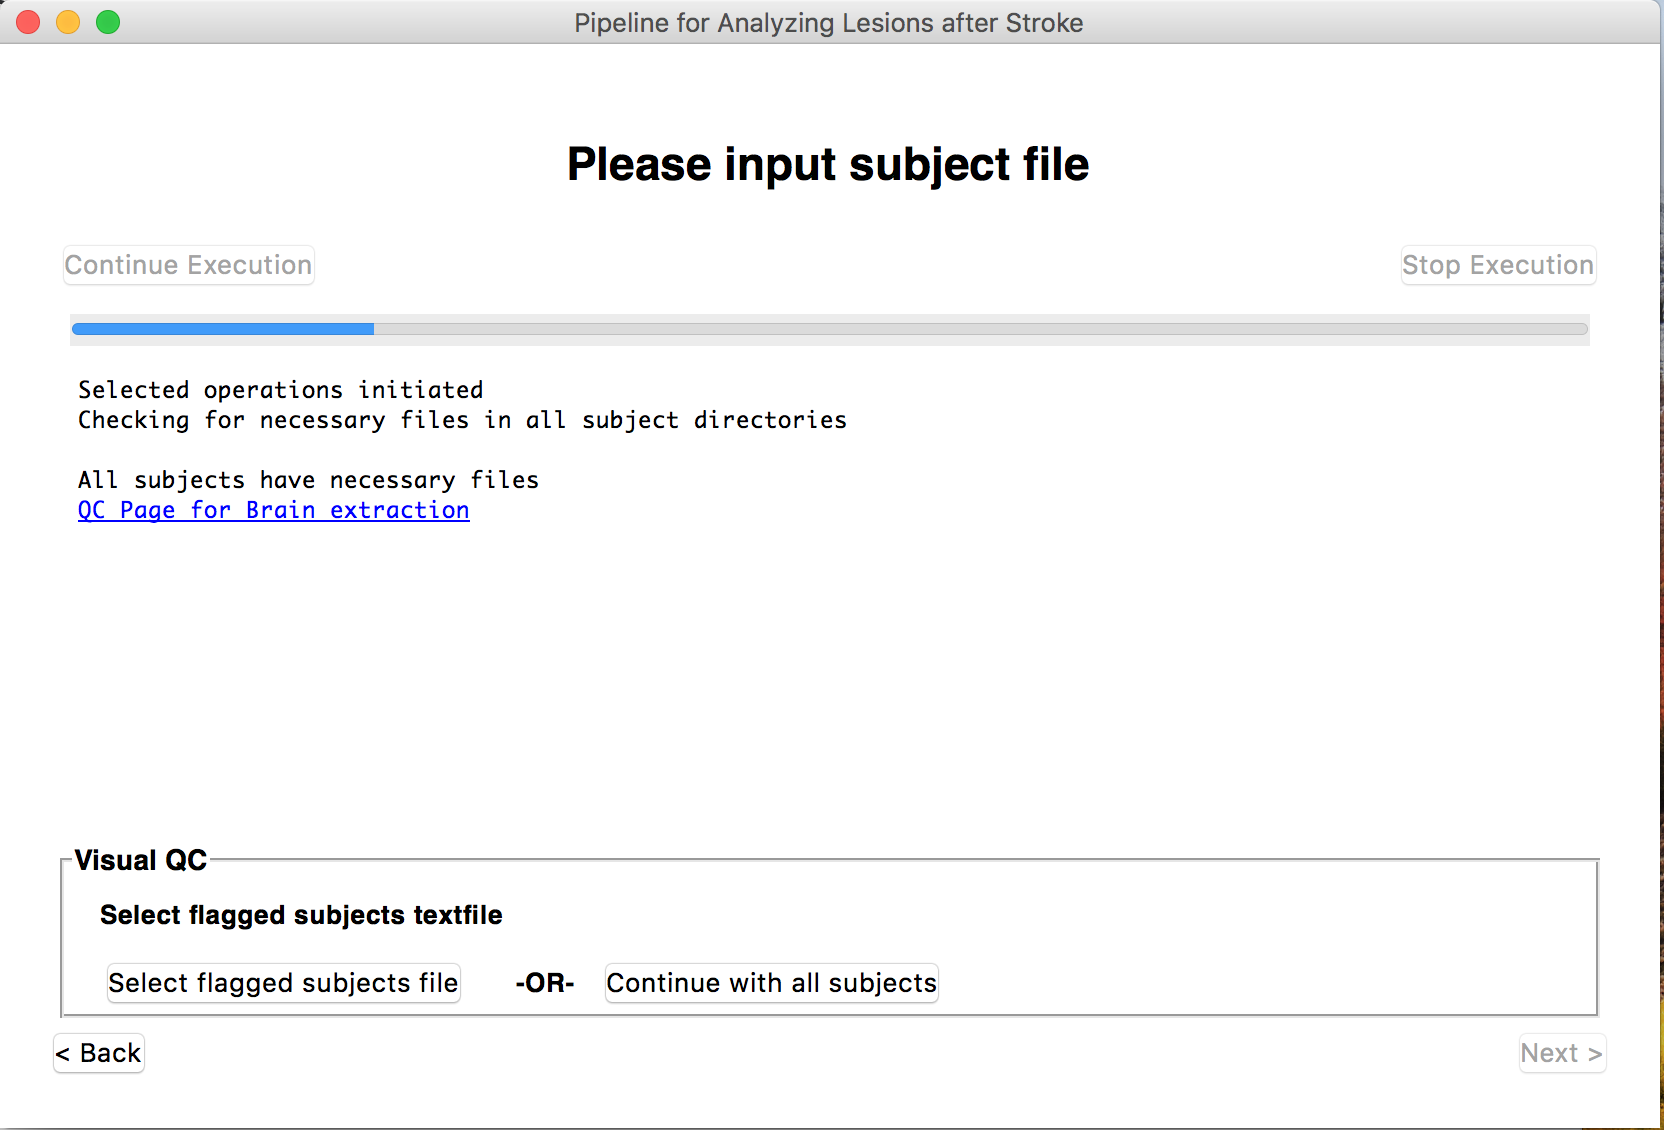 Pipeline for Analyzing Lesions after Stroke
Please input subject file
Continue Execution
Stop Execution
Selected operations initiated
Checking for necessary files in all subject directories
All subjects have necessary files
QC Page for Brain extraction
Visual QC
Select flagged subjects textfile
Select flagged subjects file -OR- Continue with all subjects
< Back
Next >